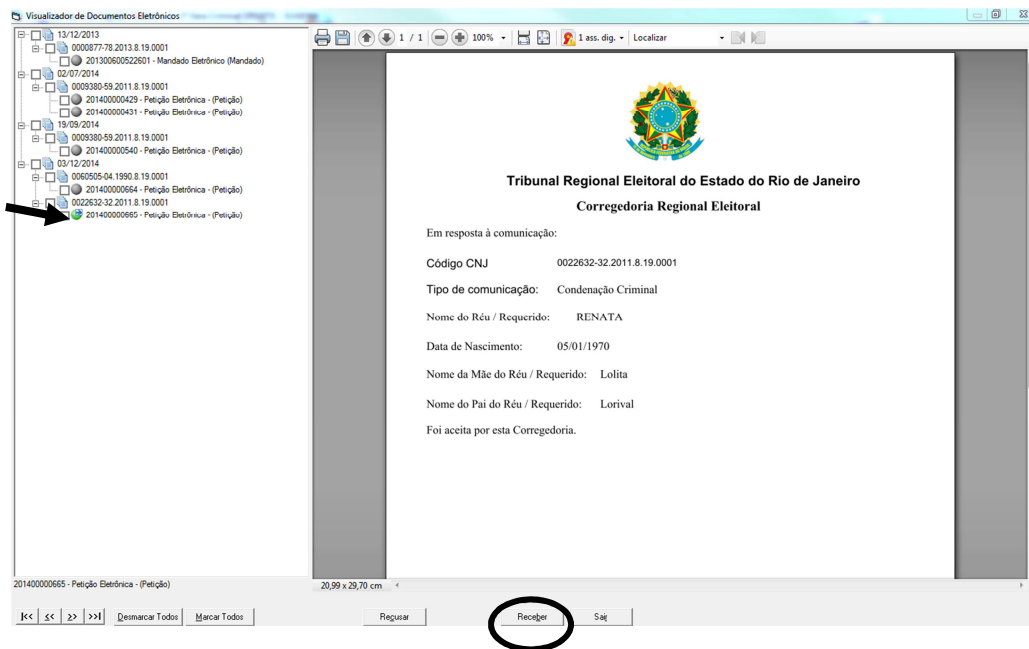 Visualizador de Documentos Eletrônicos
13/12/2013
0000877-78.2013.8.19.0001
201300600522601 - Mandado Eletrônico (Mandado)
02/07/2014
0009380-59.2011.8.19.0001
201400000429 - Petição Eletrônica - (Petição)
201400000431 - Petição Eletrônica - (Petição)
19/09/2014
0009380-59.2011.8.19.0001
201400000540 - Petição Eletrônica - (Petição)
03/12/2014
0060505-04.1990.8.19.0001
201400000664 - Petição Eletrônica - (Petição)
0022632-32.2011.8.19.0001
201400000665 - Petição Eletrônica - (Petição)
1 / 1 100% 1 ass. dig. Localizar
Tribunal Regional Eleitoral do Estado do Rio de Janeiro
Corregedoria Regional Eleitoral
Em resposta à comunicação:
Código CNJ 0022632-32.2011.8.19.0001
Tipo de comunicação: Condenação Criminal
Nome do Réu / Requerido: RENATA
Data de Nascimento: 05/01/1970
Nome da Mãe do Réu / Requerido: Lolita
Nome do Pai do Réu / Requerido: Lorival
Foi aceita por esta Corregedoria.
201400000665 - Petição Eletrônica - (Petição) 20,99 x 29,70 cm
|<< << >> >>| Desmarcar Todos Marcar Todos Recusar Receber Sair